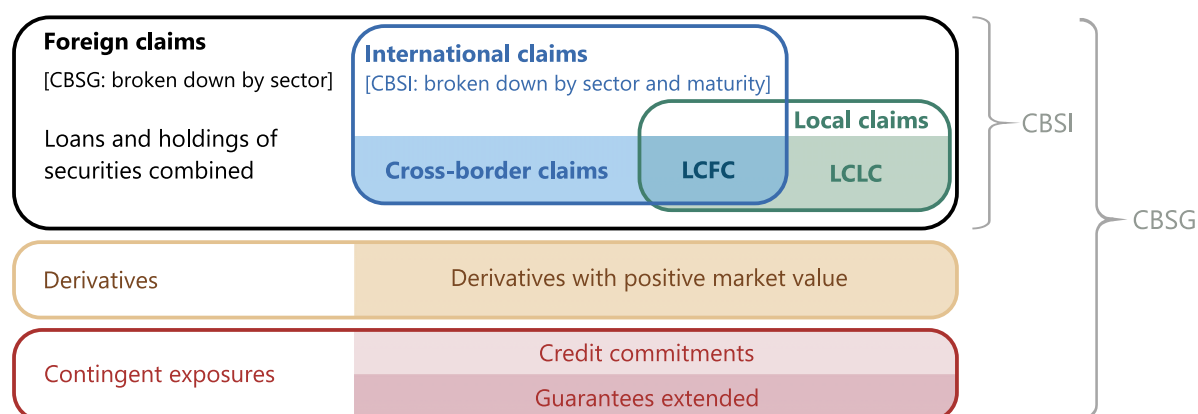 Foreign claims
[CBSG: broken down by sector]
Loans and holdings of
securities combined
International claims
[CBSI: broken down by sector and maturity]
Local claims
Cross-border claims
LCFC
LCLC
CBSI
CBSG
Derivatives
Derivatives with positive market value
Contingent exposures
Credit commitments
Guarantees extended